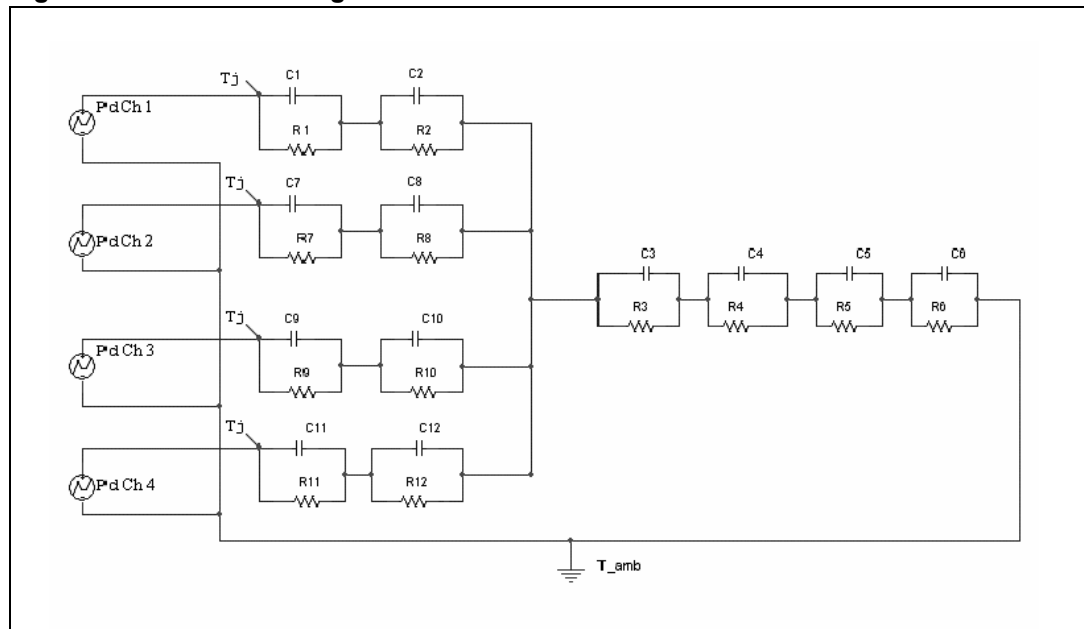 Tj
C1
C2
PdCh1
R1
R2
Tj
C7
C8
PdCh2
R7
R8
C3
C4
C5
C6
R3
R4
R5
R6
Tj
C9
C10
PdCh3
R9
R10
Tj
C11
C12
PdCh4
R11
R12
T_amb